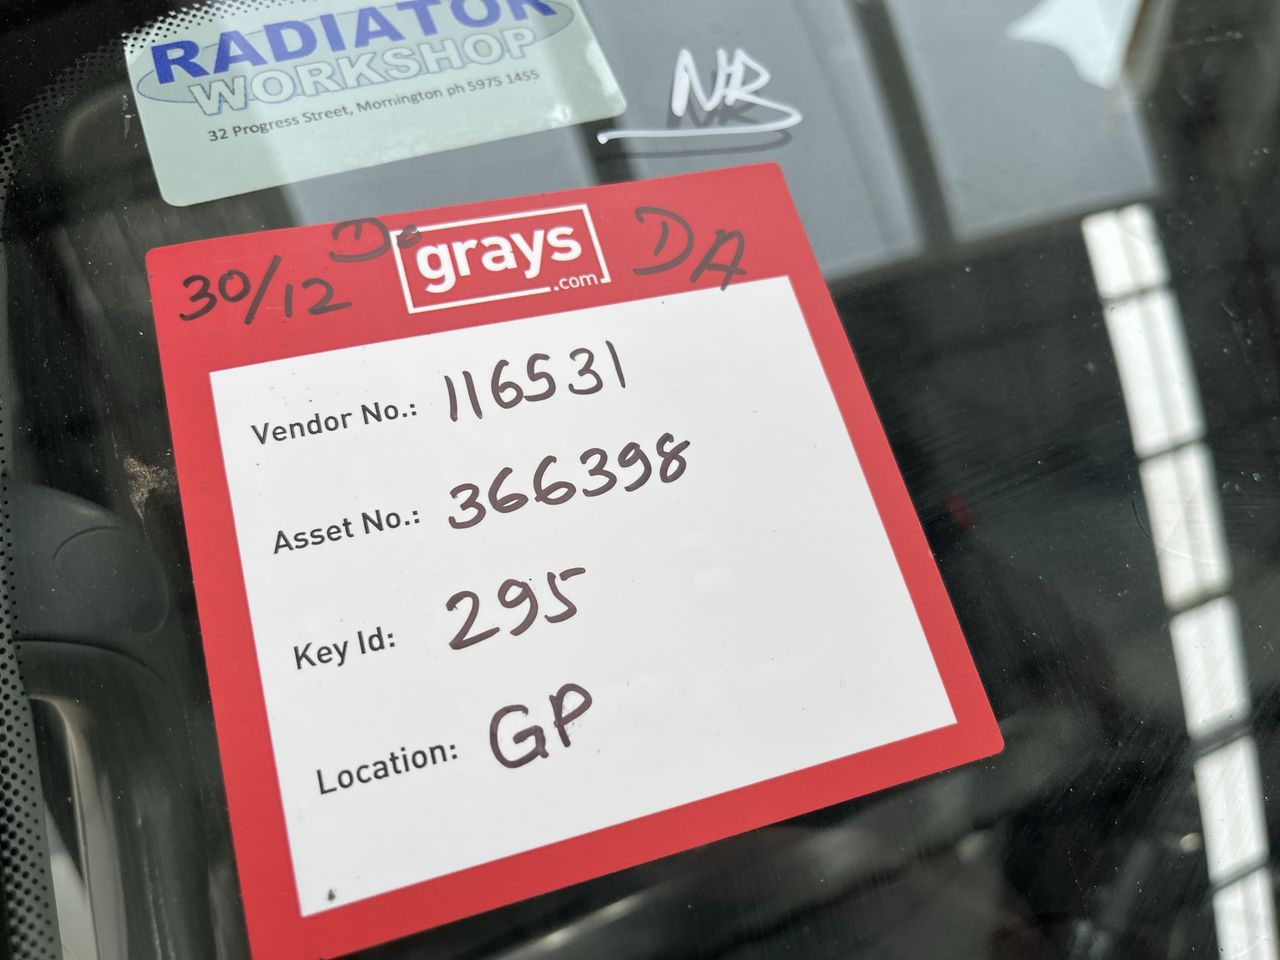 RADIATOR
WORKSHOP
32 Progress Street, Mornington ph 5975 1455
NR
30/12 Do grays DA
.com
Vendor No.: 116531
Asset No.: 366398
Key Id: 295
Location: GP